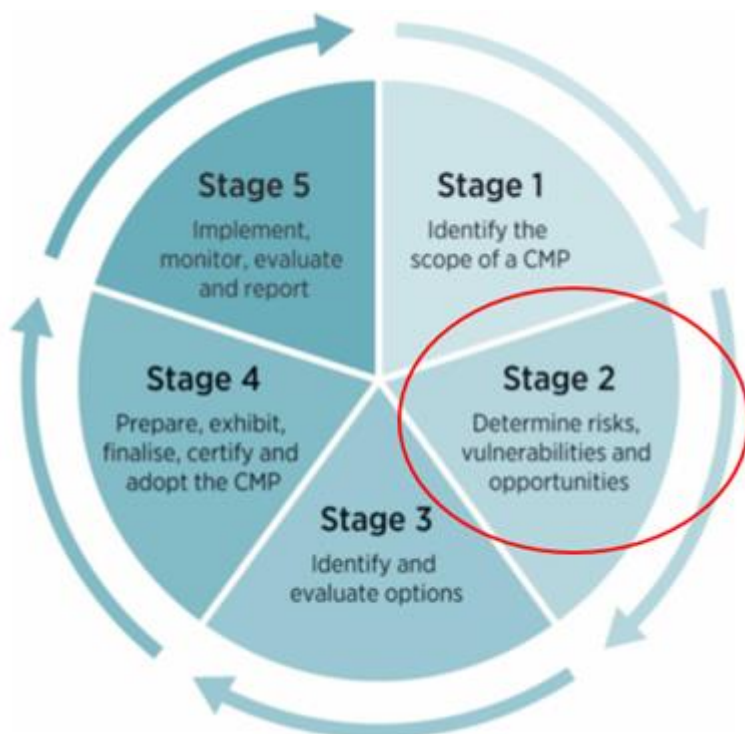 Stage 1
Identify the
scope of a CMP
Stage 2
Determine risks,
vulnerabilities and
opportunities
Stage 3
Identify and
evaluate options
Stage 4
Prepare, exhibit,
finalise, certify and
adopt the CMP
Stage 5
Implement,
monitor, evaluate
and report